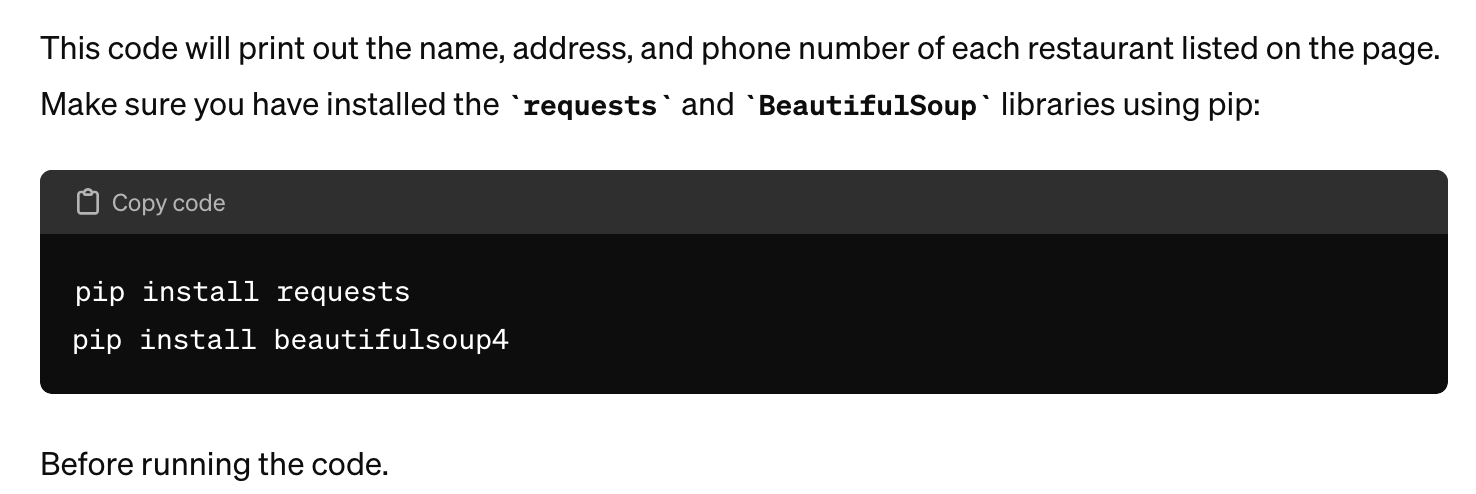 This code will print out the name, address, and phone number of each restaurant listed on the page.
Make sure you have installed the `requests` and `BeautifulSoup` libraries using pip:
Copy code
pip install requests
pip install beautifulsoup4
Before running the code.